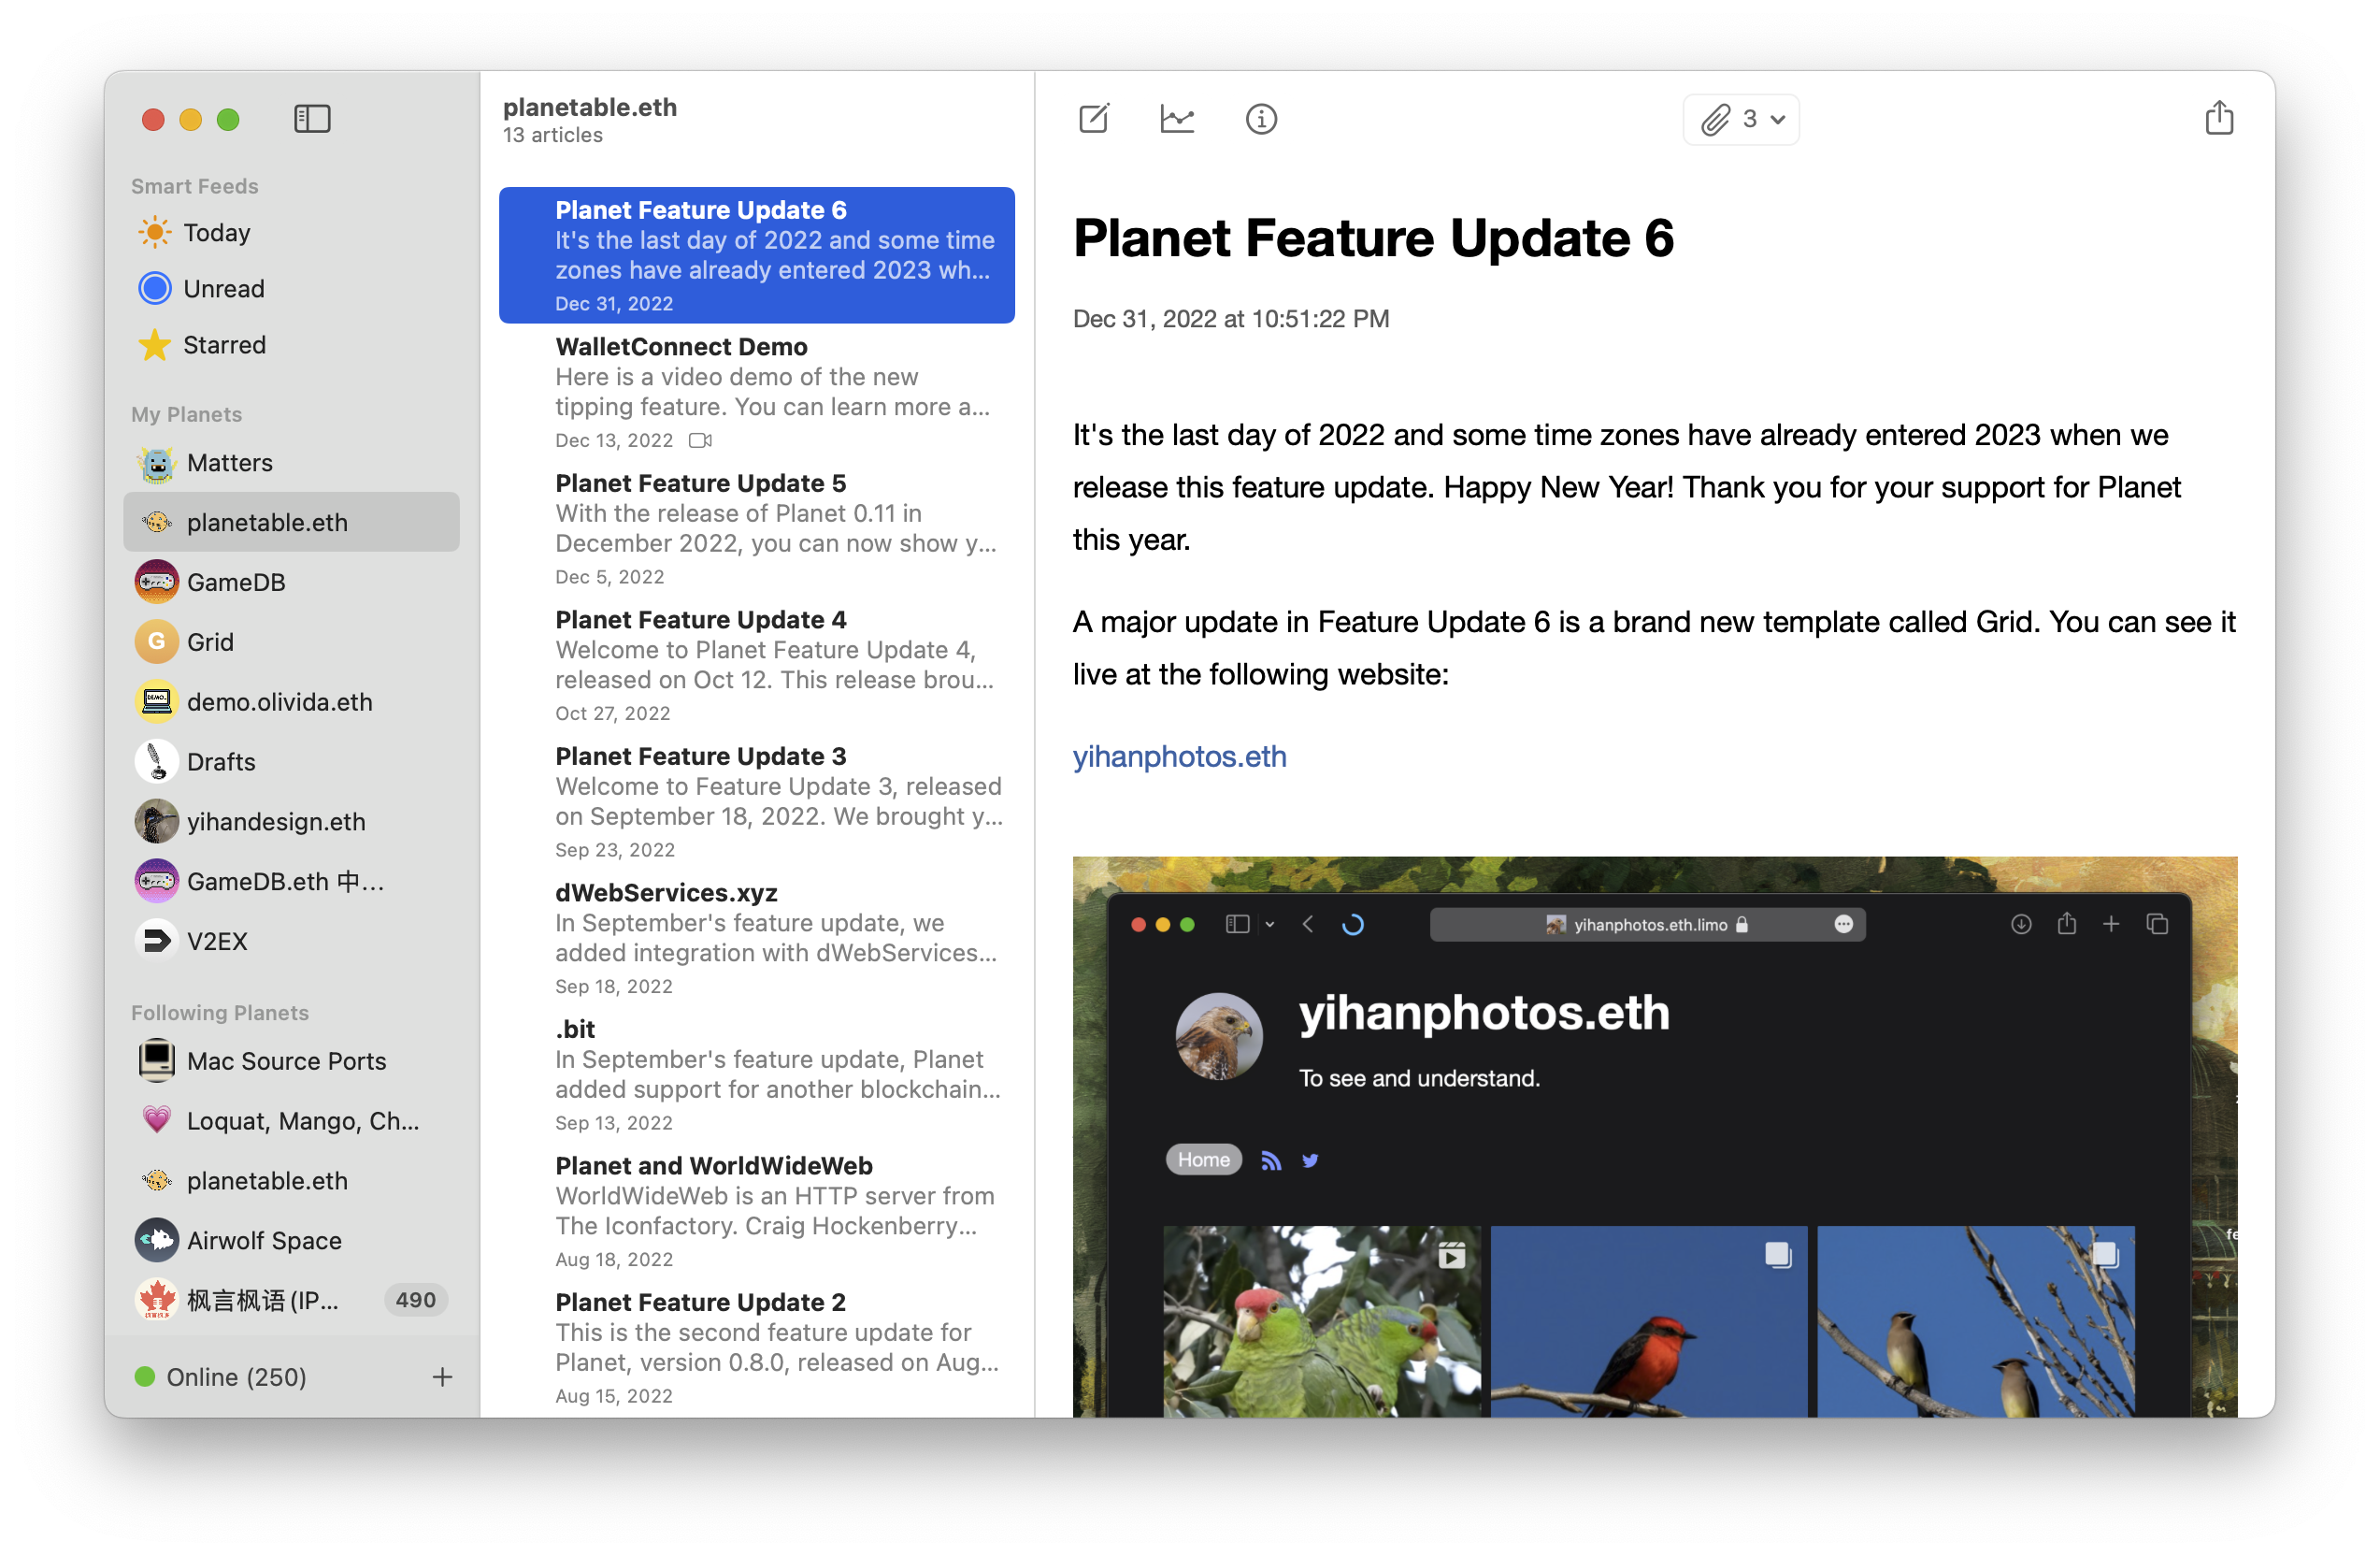 Smart Feeds
Today
Unread
Starred
My Planets
Matters
planetable.eth
GameDB
G Grid
DEMO. demo.olivida.eth
Drafts
yihandesign.eth
GameDB.eth 中...
V2EX
Following Planets
Mac Source Ports
Loquat, Mango, Ch...
planetable.eth
Airwolf Space
枫言枫语 (IP... 490
Online (250)
planetable.eth
13 articles
Planet Feature Update 6
It's the last day of 2022 and some time
zones have already entered 2023 wh...
Dec 31, 2022
WalletConnect Demo
Here is a video demo of the new
tipping feature. You can learn more a...
Dec 13, 2022
Planet Feature Update 5
With the release of Planet 0.11 in
December 2022, you can now show y...
Dec 5, 2022
Planet Feature Update 4
Welcome to Planet Feature Update 4,
released on Oct 12. This release brou...
Oct 27, 2022
Planet Feature Update 3
Welcome to Feature Update 3, released
on September 18, 2022. We brought y...
Sep 23, 2022
dWebServices.xyz
In September's feature update, we
added integration with dWebServices...
Sep 18, 2022
.bit
In September's feature update, Planet
added support for another blockchain...
Sep 13, 2022
Planet and WorldWideWeb
WorldWideWeb is an HTTP server from
The Iconfactory. Craig Hockenberry...
Aug 18, 2022
Planet Feature Update 2
This is the second feature update for
Planet, version 0.8.0, released on Aug...
Aug 15, 2022
3
Planet Feature Update 6
Dec 31, 2022 at 10:51:22 PM
It's the last day of 2022 and some time zones have already entered 2023 when we
release this feature update. Happy New Year! Thank you for your support for Planet
this year.
A major update in Feature Update 6 is a brand new template called Grid. You can see it
live at the following website:
yihanphotos.eth
yihanphotos.eth.limo
yihanphotos.eth
To see and understand.
Home